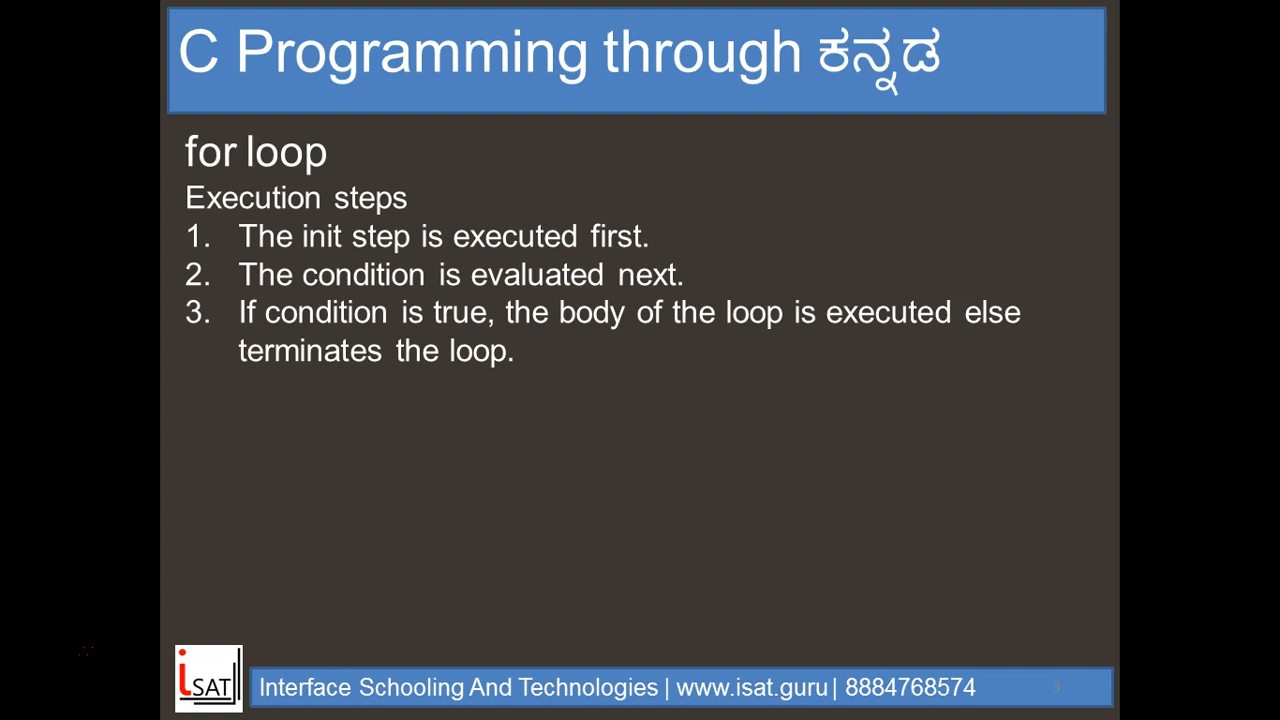 C Programming through ಕನ್ನಡ
for loop
Execution steps
1. The init step is executed first.
2. The condition is evaluated next.
3. If condition is true, the body of the loop is executed else
terminates the loop.
iSAT
Interface Schooling And Technologies | www.isat.guru | 8884768574
3